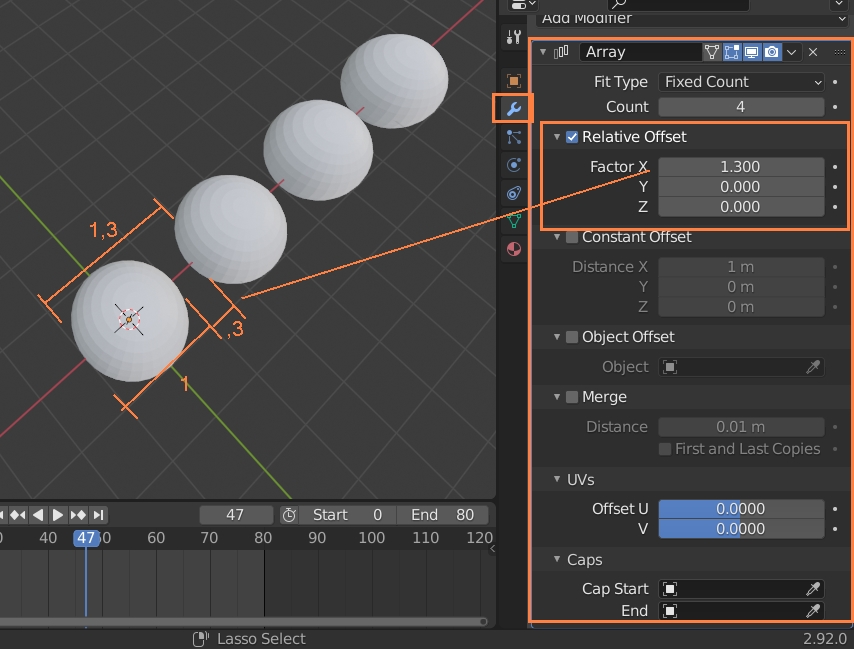 Add Modifier
Array
Fit Type Fixed Count
Count 4
Relative Offset
Factor X 1.300
Y 0.000
Z 0.000
Constant Offset
Distance X 1 m
Y 0 m
Z 0 m
Object Offset
Object
Merge
Distance 0.01 m
First and Last Copies
UVs
Offset U 0.0000
V 0.0000
Caps
Cap Start
End
1,3
,3
1
47 Start 0 End 80
40 47 60 70 80 90 100 110 120
Lasso Select
2.92.0